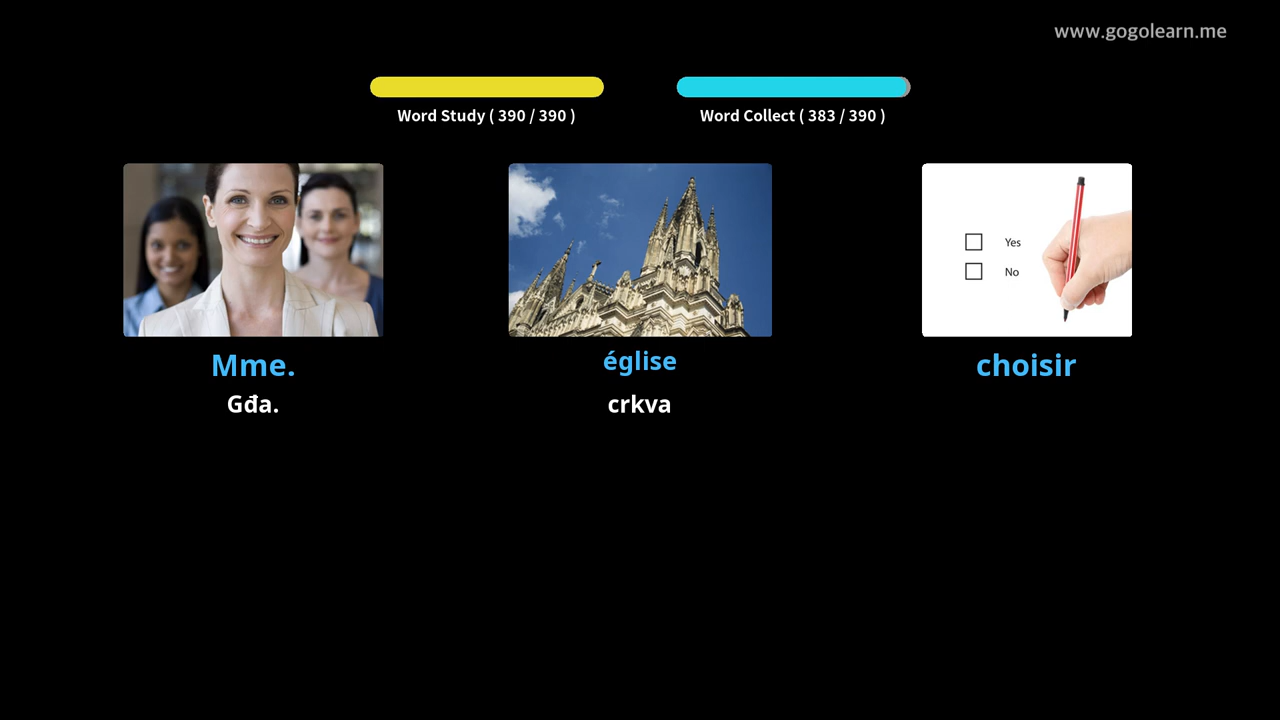 www.gogolearn.me
Word Study ( 390 / 390 )
Word Collect ( 383 / 390 )
Yes
No
Mme.
église
choisir
Gđa.
crkva